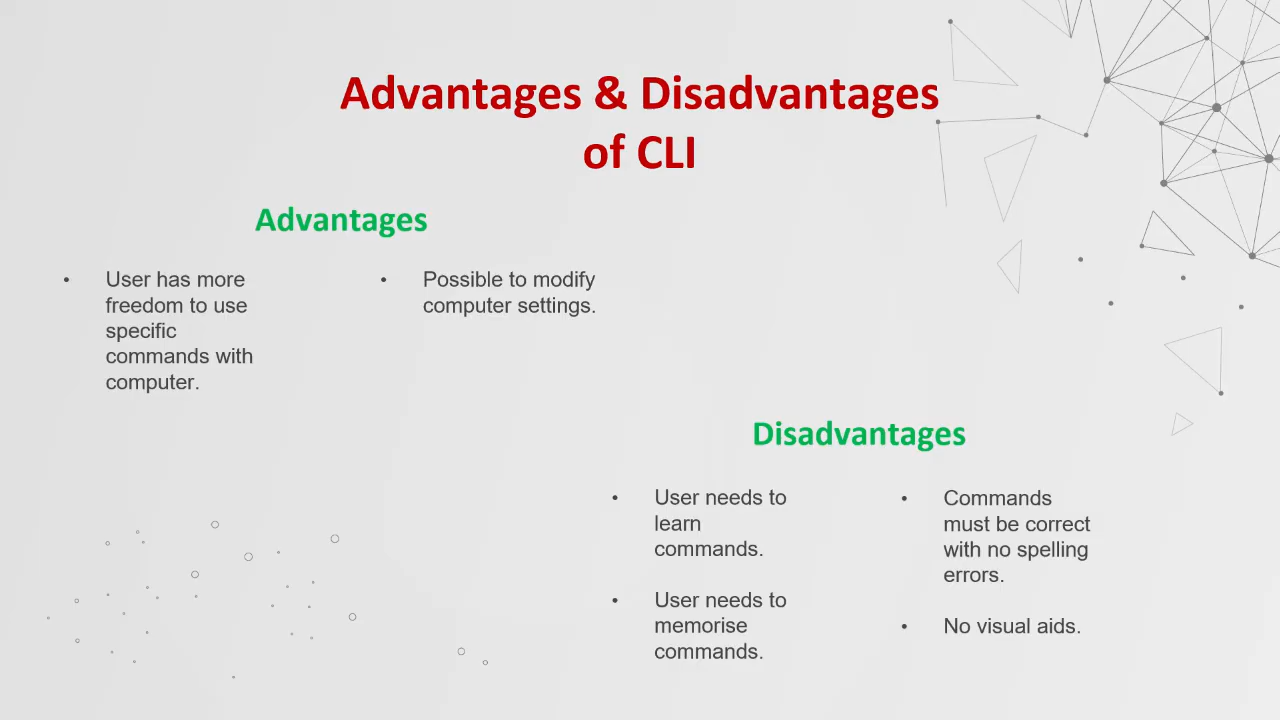 Advantages & Disadvantages
of CLI
Advantages
• User has more
freedom to use
specific
commands with
computer.
• Possible to modify
computer settings.
Disadvantages
• User needs to
learn
commands.
• User needs to
memorise
commands.
• Commands
must be correct
with no spelling
errors.
• No visual aids.